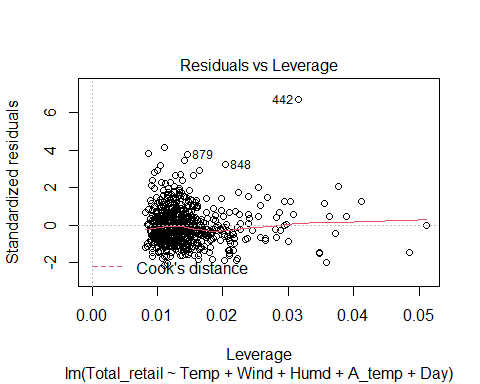 Residuals vs Leverage
Standardized residuals
6
4
2
0
-2
442
879
848
Cook's distance
0.00 0.01 0.02 0.03 0.04 0.05
Leverage
lm(Total_retail ~ Temp + Wind + Humd + A_temp + Day)